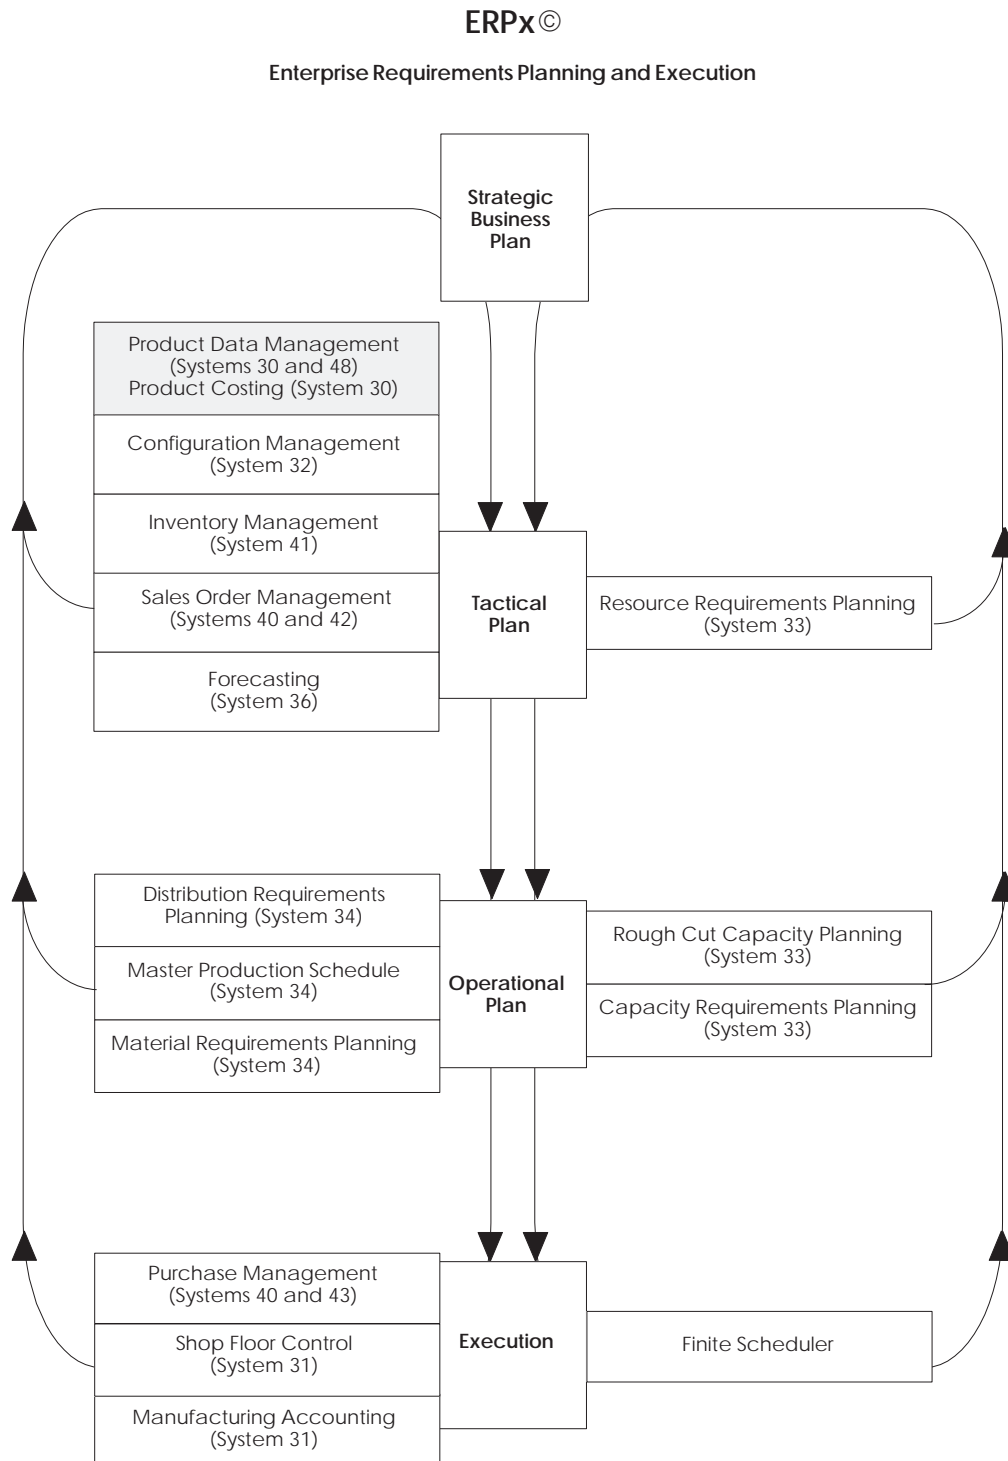 ERPx©
Enterprise Requirements Planning and Execution
Strategic
Business
Plan
Product Data Management
(Systems 30 and 48)
Product Costing (System 30)
Configuration Management
(System 32)
Inventory Management
(System 41)
Sales Order Management
(Systems 40 and 42)
Forecasting
(System 36)
Tactical
Plan
Resource Requirements Planning
(System 33)
Distribution Requirements
Planning (System 34)
Master Production Schedule
(System 34)
Material Requirements Planning
(System 34)
Operational
Plan
Rough Cut Capacity Planning
(System 33)
Capacity Requirements Planning
(System 33)
Purchase Management
(Systems 40 and 43)
Shop Floor Control
(System 31)
Manufacturing Accounting
(System 31)
Execution
Finite Scheduler